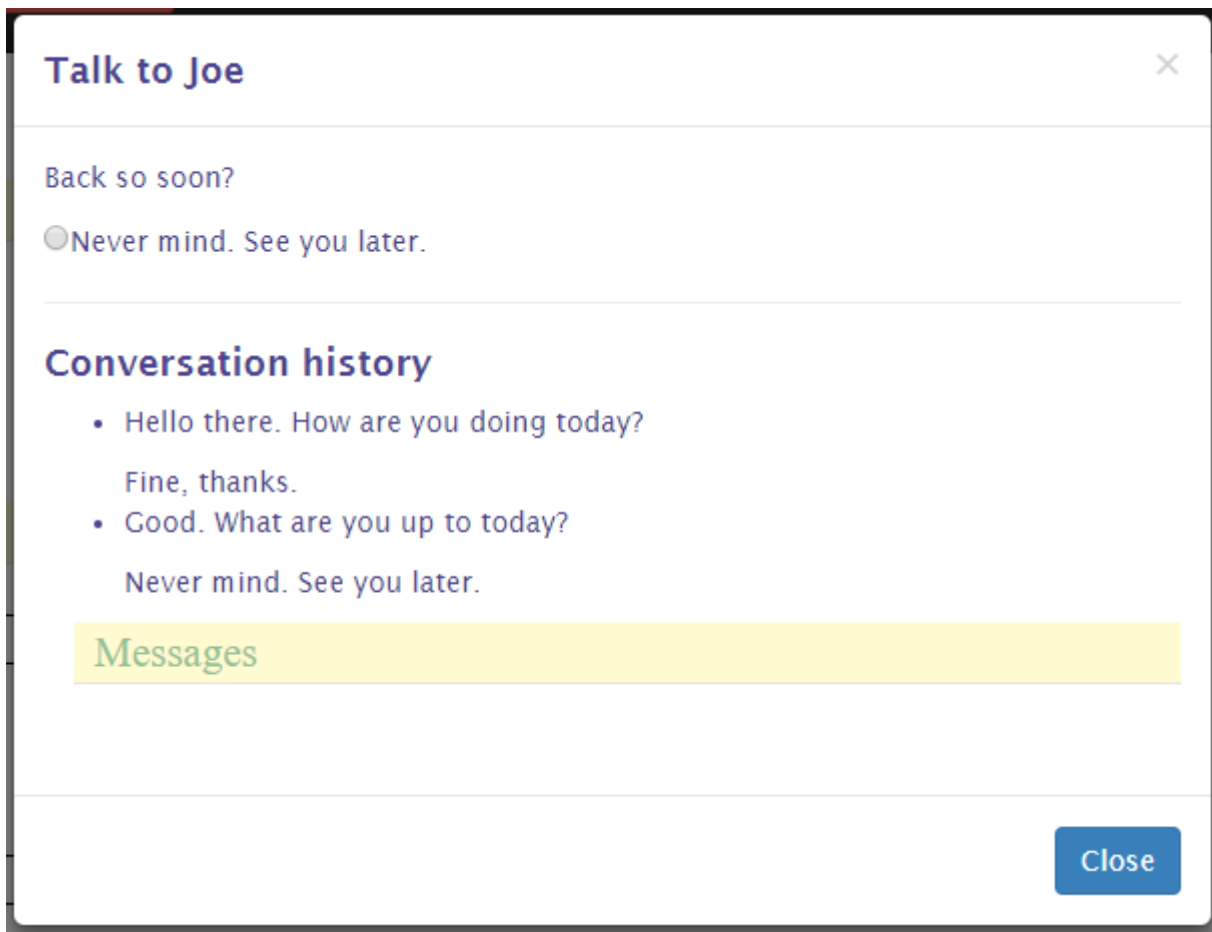 Talk to Joe
×
Back so soon?
Never mind. See you later.
Conversation history
• Hello there. How are you doing today?
Fine, thanks.
• Good. What are you up to today?
Never mind. See you later.
Messages
Close